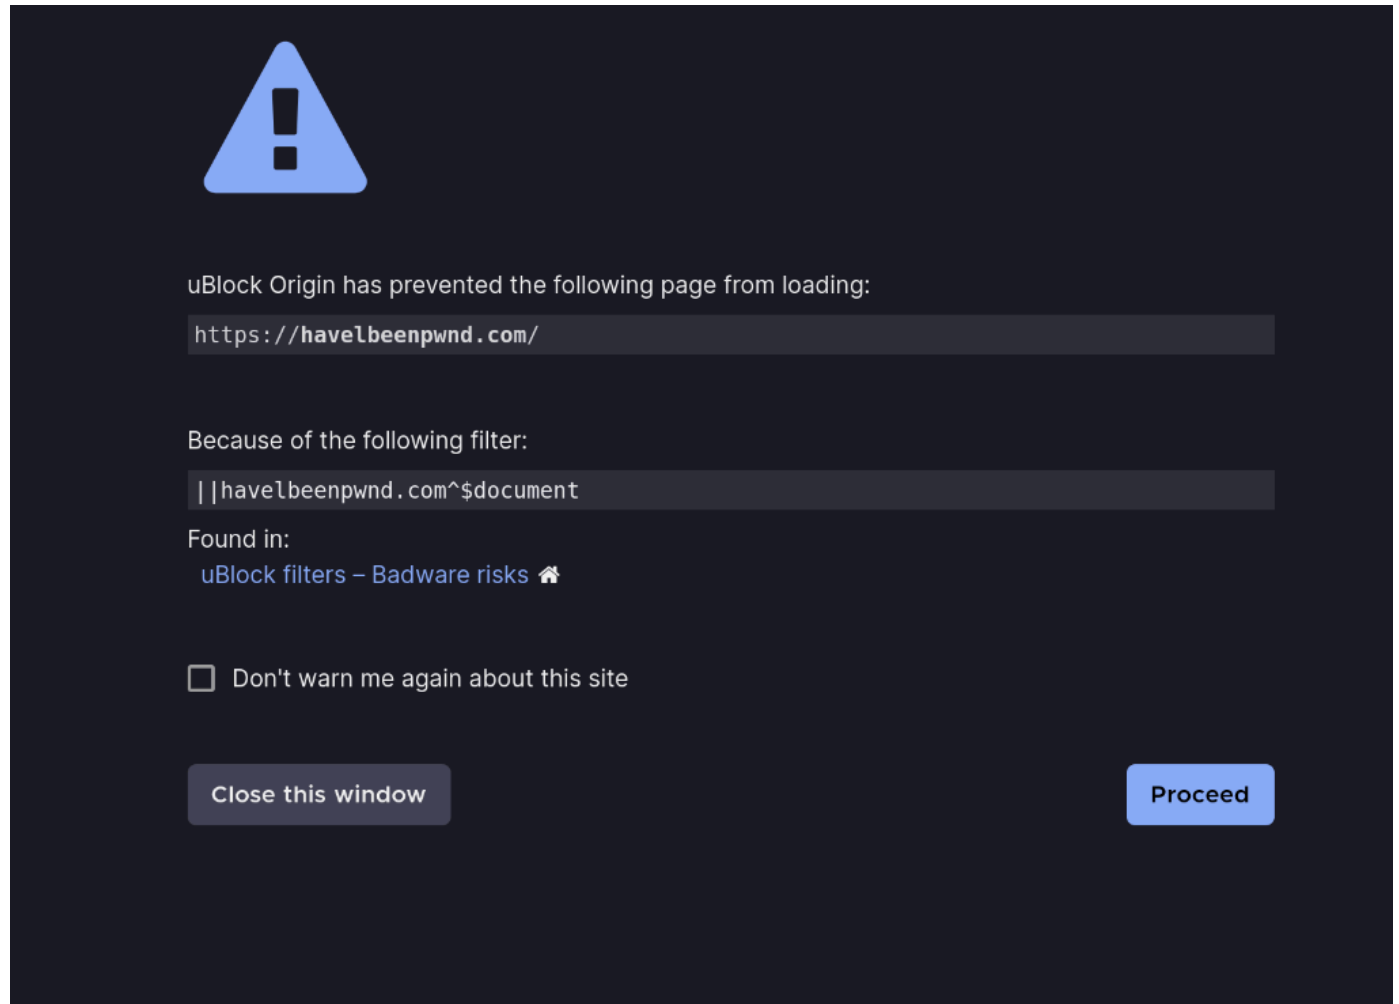 uBlock Origin has prevented the following page from loading:
https://havelbeenpwnd.com/
Because of the following filter:
||havelbeenpwnd.com^$document
Found in:
uBlock filters – Badware risks
Don't warn me again about this site
Close this window
Proceed